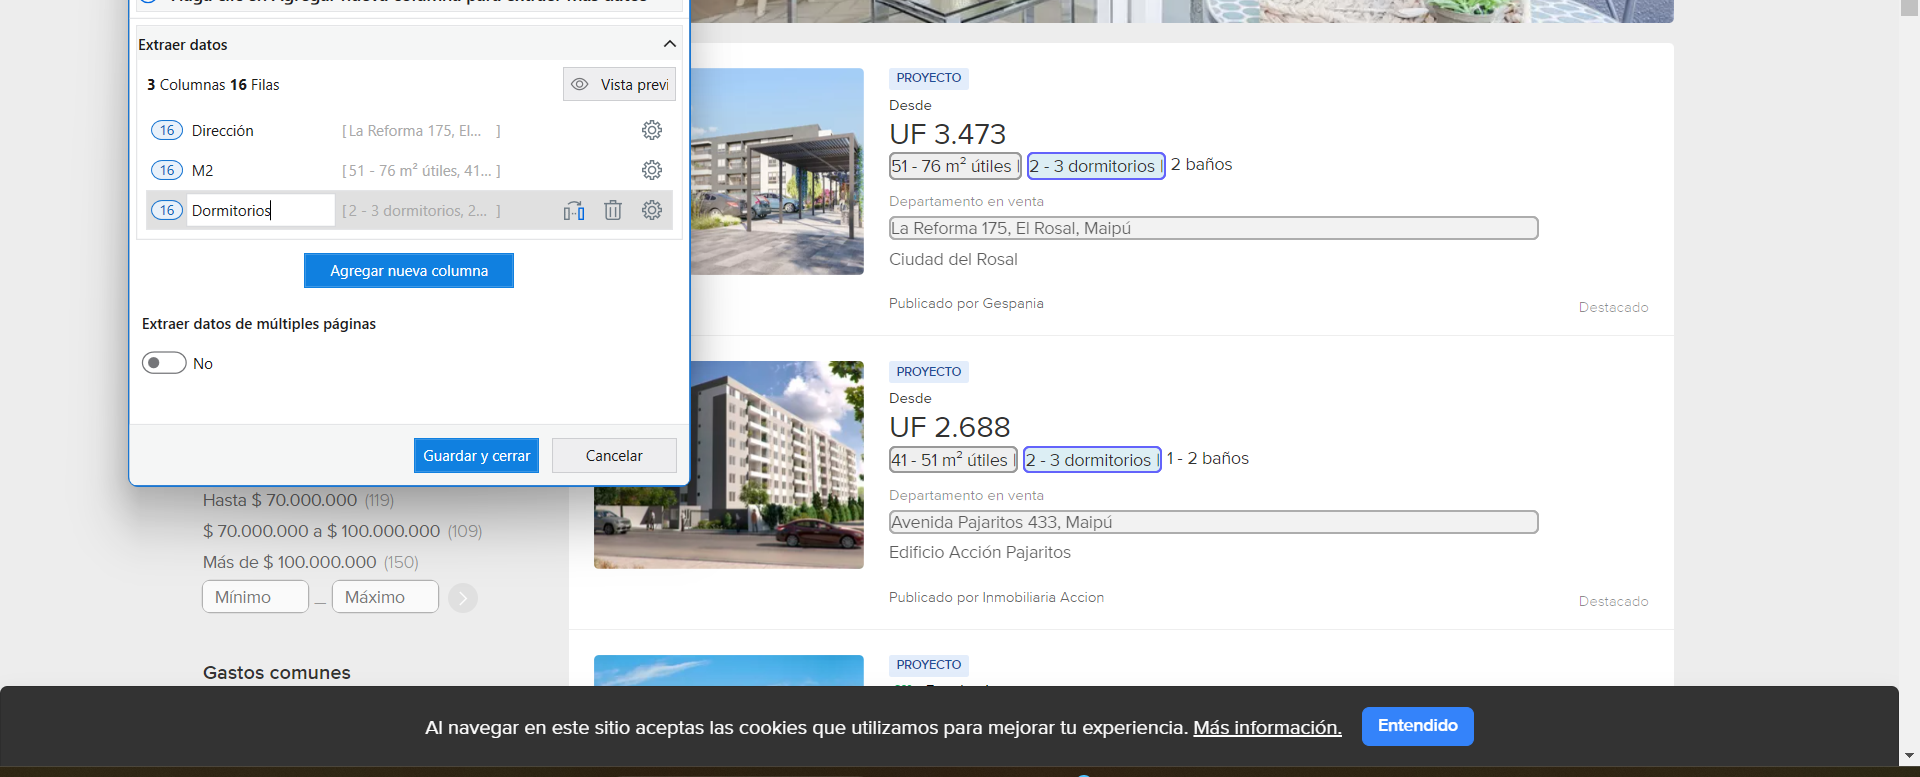 Extraer datos
3 Columnas 16 Filas
Vista previ
16 Dirección [La Reforma 175, El... ]
16 M2 [51 - 76 m² útiles, 41... ]
16 Dormitorios [2 - 3 dormitorios, 2... ]
Agregar nueva columna
Extraer datos de múltiples páginas
No
Guardar y cerrar
Cancelar
Hasta $ 70.000.000 (119)
$ 70.000.000 a $ 100.000.000 (109)
Más de $ 100.000.000 (150)
Mínimo — Máximo
Gastos comunes
PROYECTO
Desde
UF 3.473
51 - 76 m² útiles | 2 - 3 dormitorios | 2 baños
Departamento en venta
La Reforma 175, El Rosal, Maipú
Ciudad del Rosal
Publicado por Gespania
Destacado
PROYECTO
Desde
UF 2.688
41 - 51 m² útiles | 2 - 3 dormitorios | 1 - 2 baños
Departamento en venta
Avenida Pajaritos 433, Maipú
Edificio Acción Pajaritos
Publicado por Inmobiliaria Accion
Destacado
PROYECTO
Al navegar en este sitio aceptas las cookies que utilizamos para mejorar tu experiencia. Más información.
Entendido